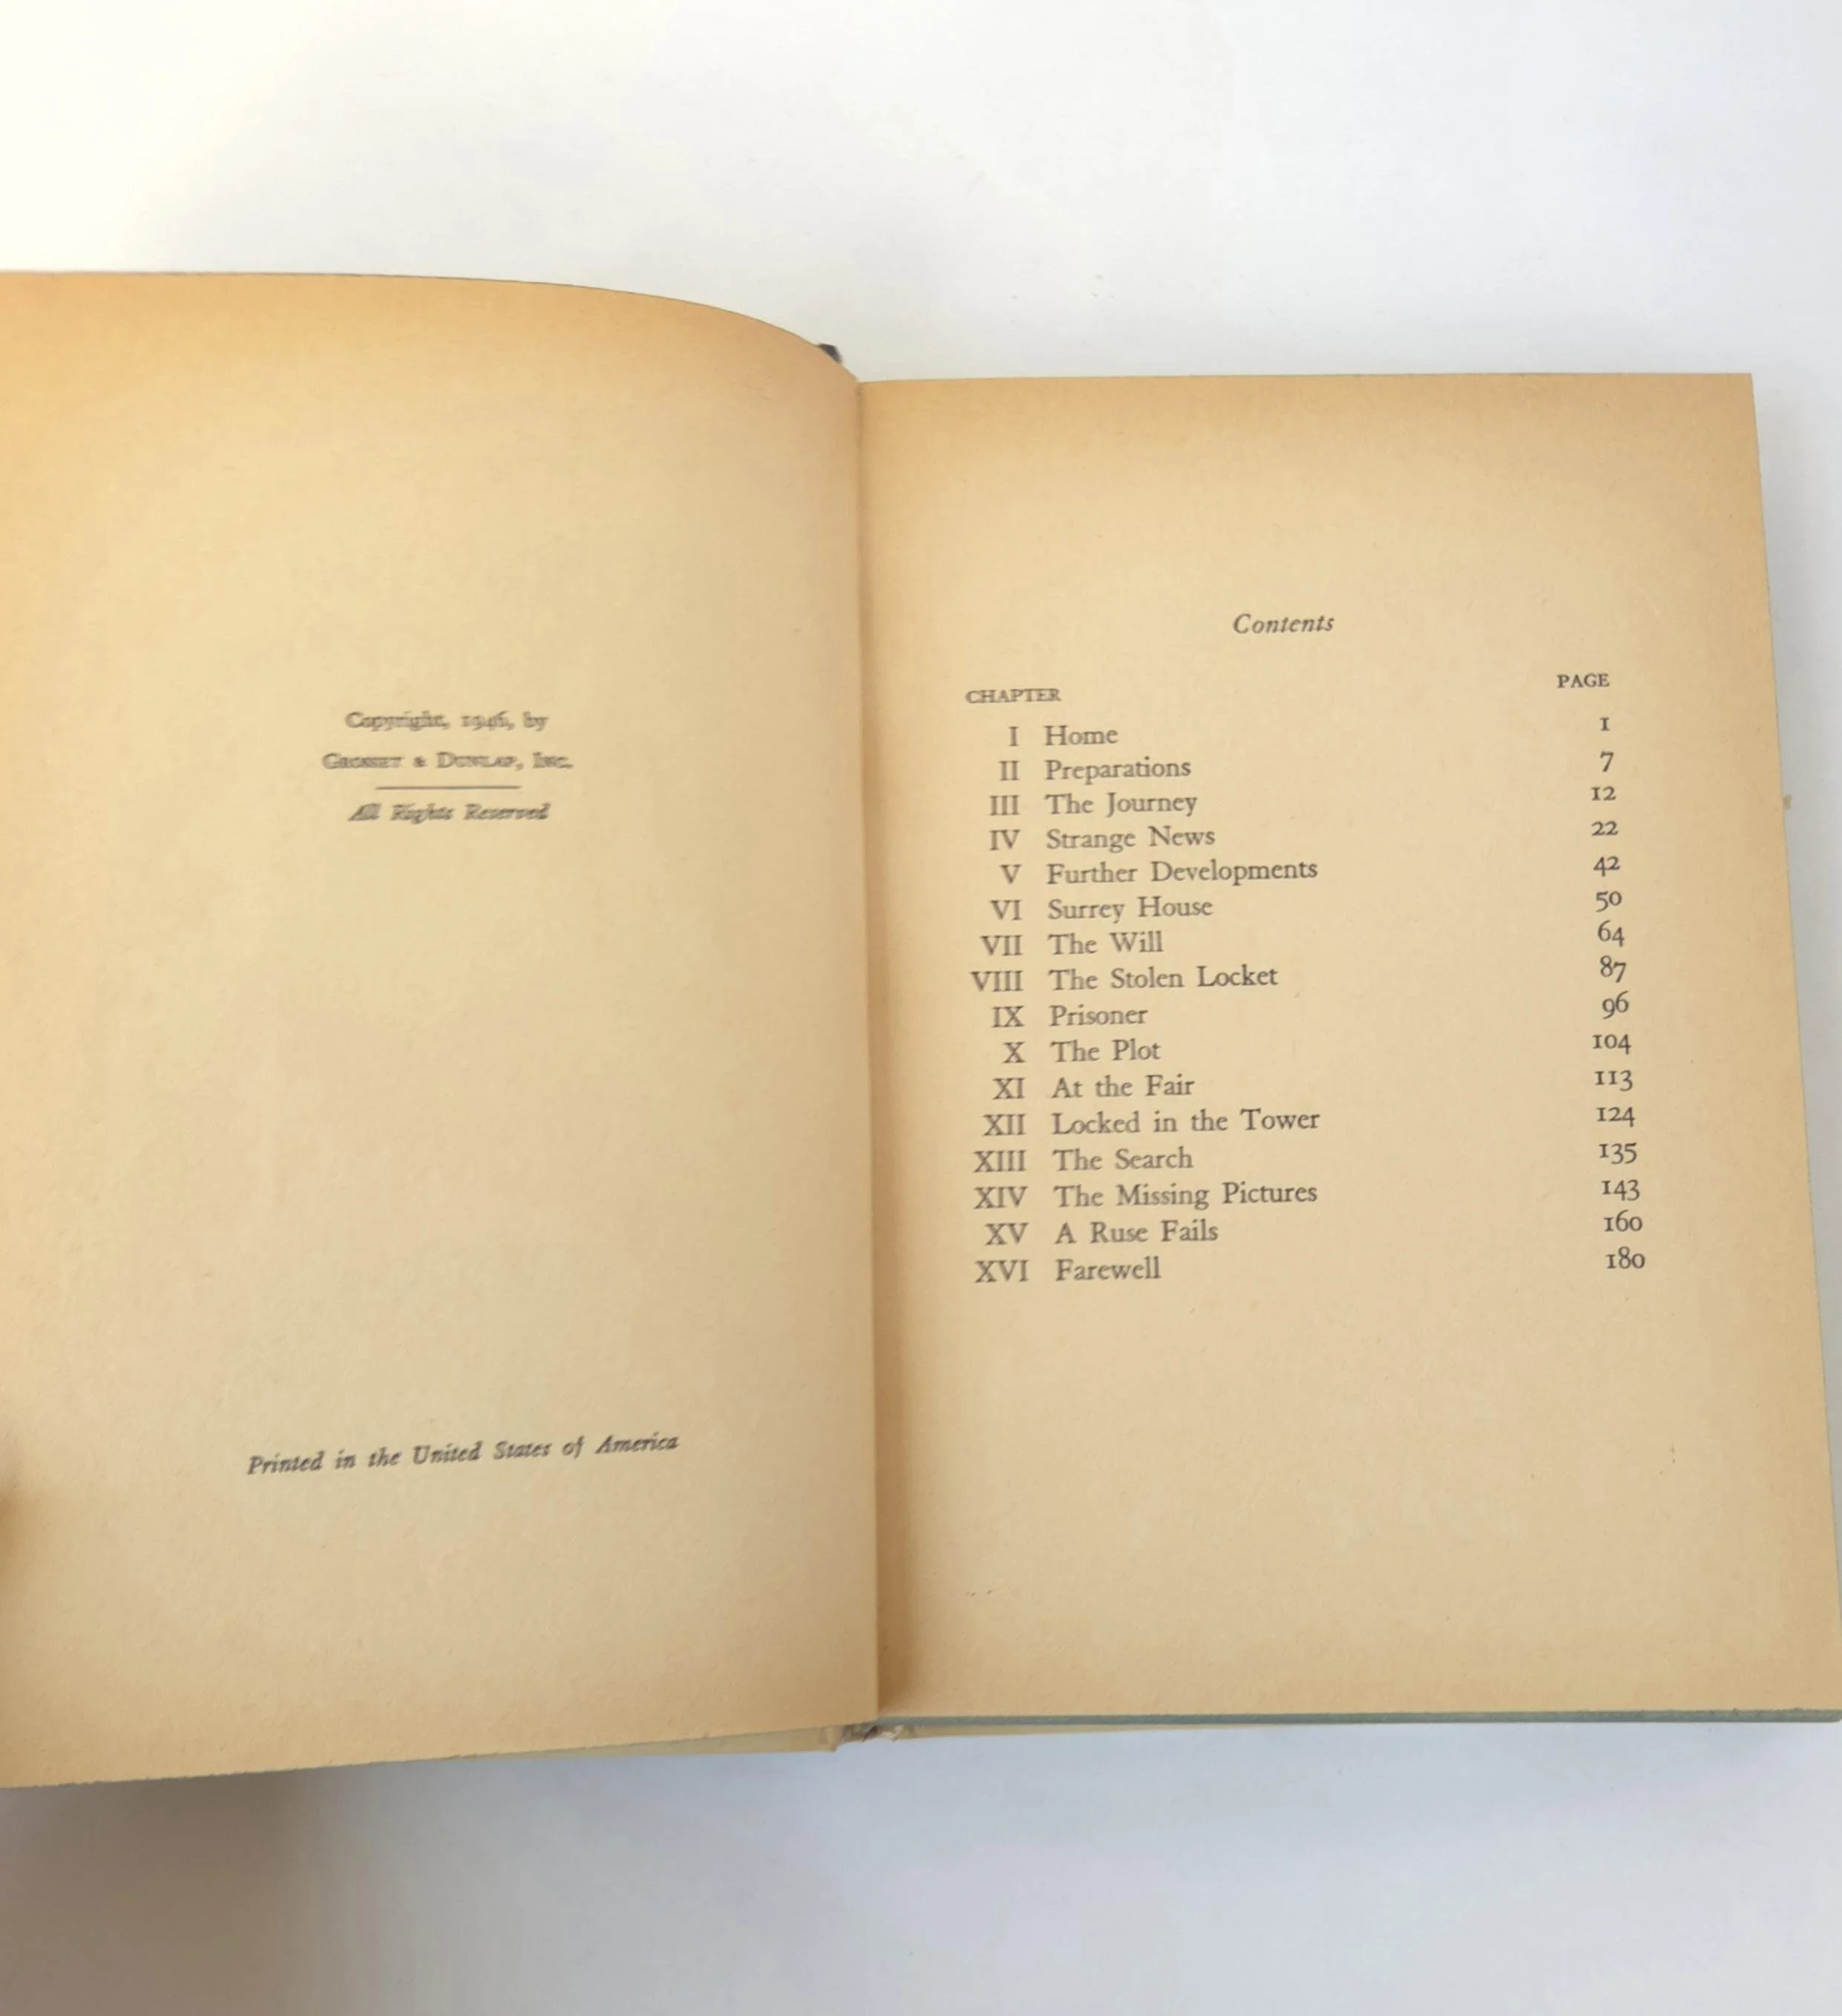 Copyright, 1946, by
GROSSET & DUNLAP, INC.
All Rights Reserved
Printed in the United States of America
Contents
CHAPTER PAGE
I Home 1
II Preparations 7
III The Journey 12
IV Strange News 22
V Further Developments 42
VI Surrey House 50
VII The Will 64
VIII The Stolen Locket 87
IX Prisoner 96
X The Plot 104
XI At the Fair 113
XII Locked in the Tower 124
XIII The Search 135
XIV The Missing Pictures 143
XV A Ruse Fails 160
XVI Farewell 180